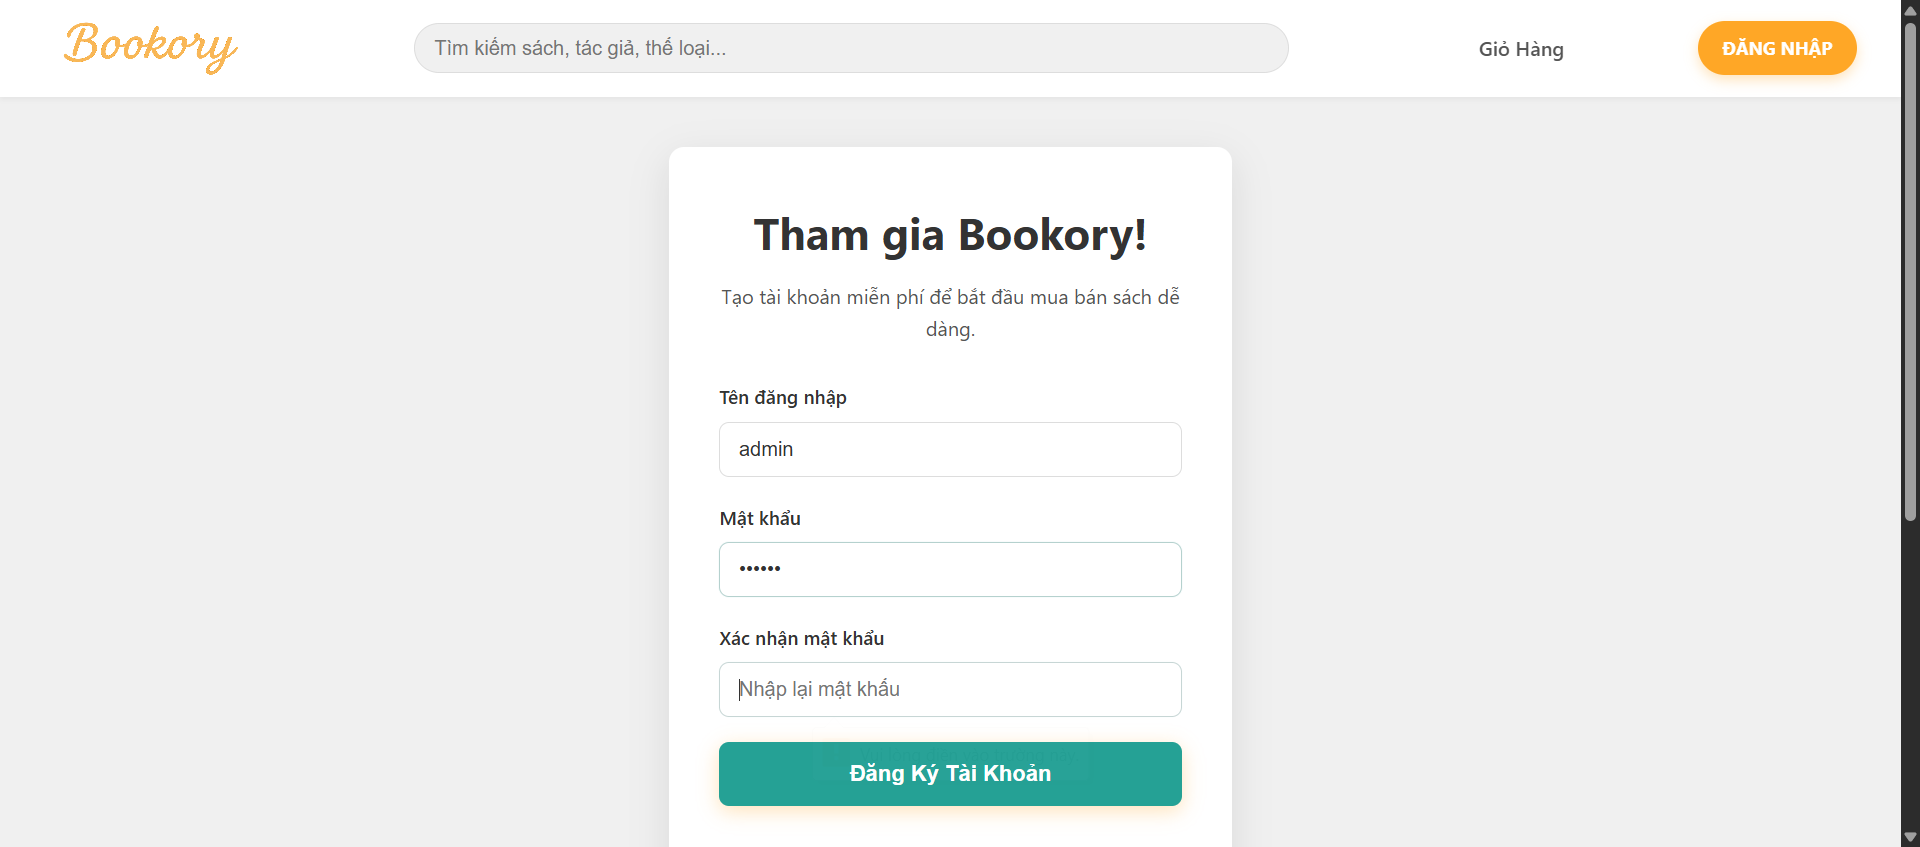 Bookory
Tìm kiếm sách, tác giả, thể loại...
Giỏ Hàng
ĐĂNG NHẬP
Tham gia Bookory!
Tạo tài khoản miễn phí để bắt đầu mua bán sách dễ
dàng.
Tên đăng nhập
admin
Mật khẩu
••••••
Xác nhận mật khẩu
Nhập lại mật khẩu
Đăng Ký Tài Khoản